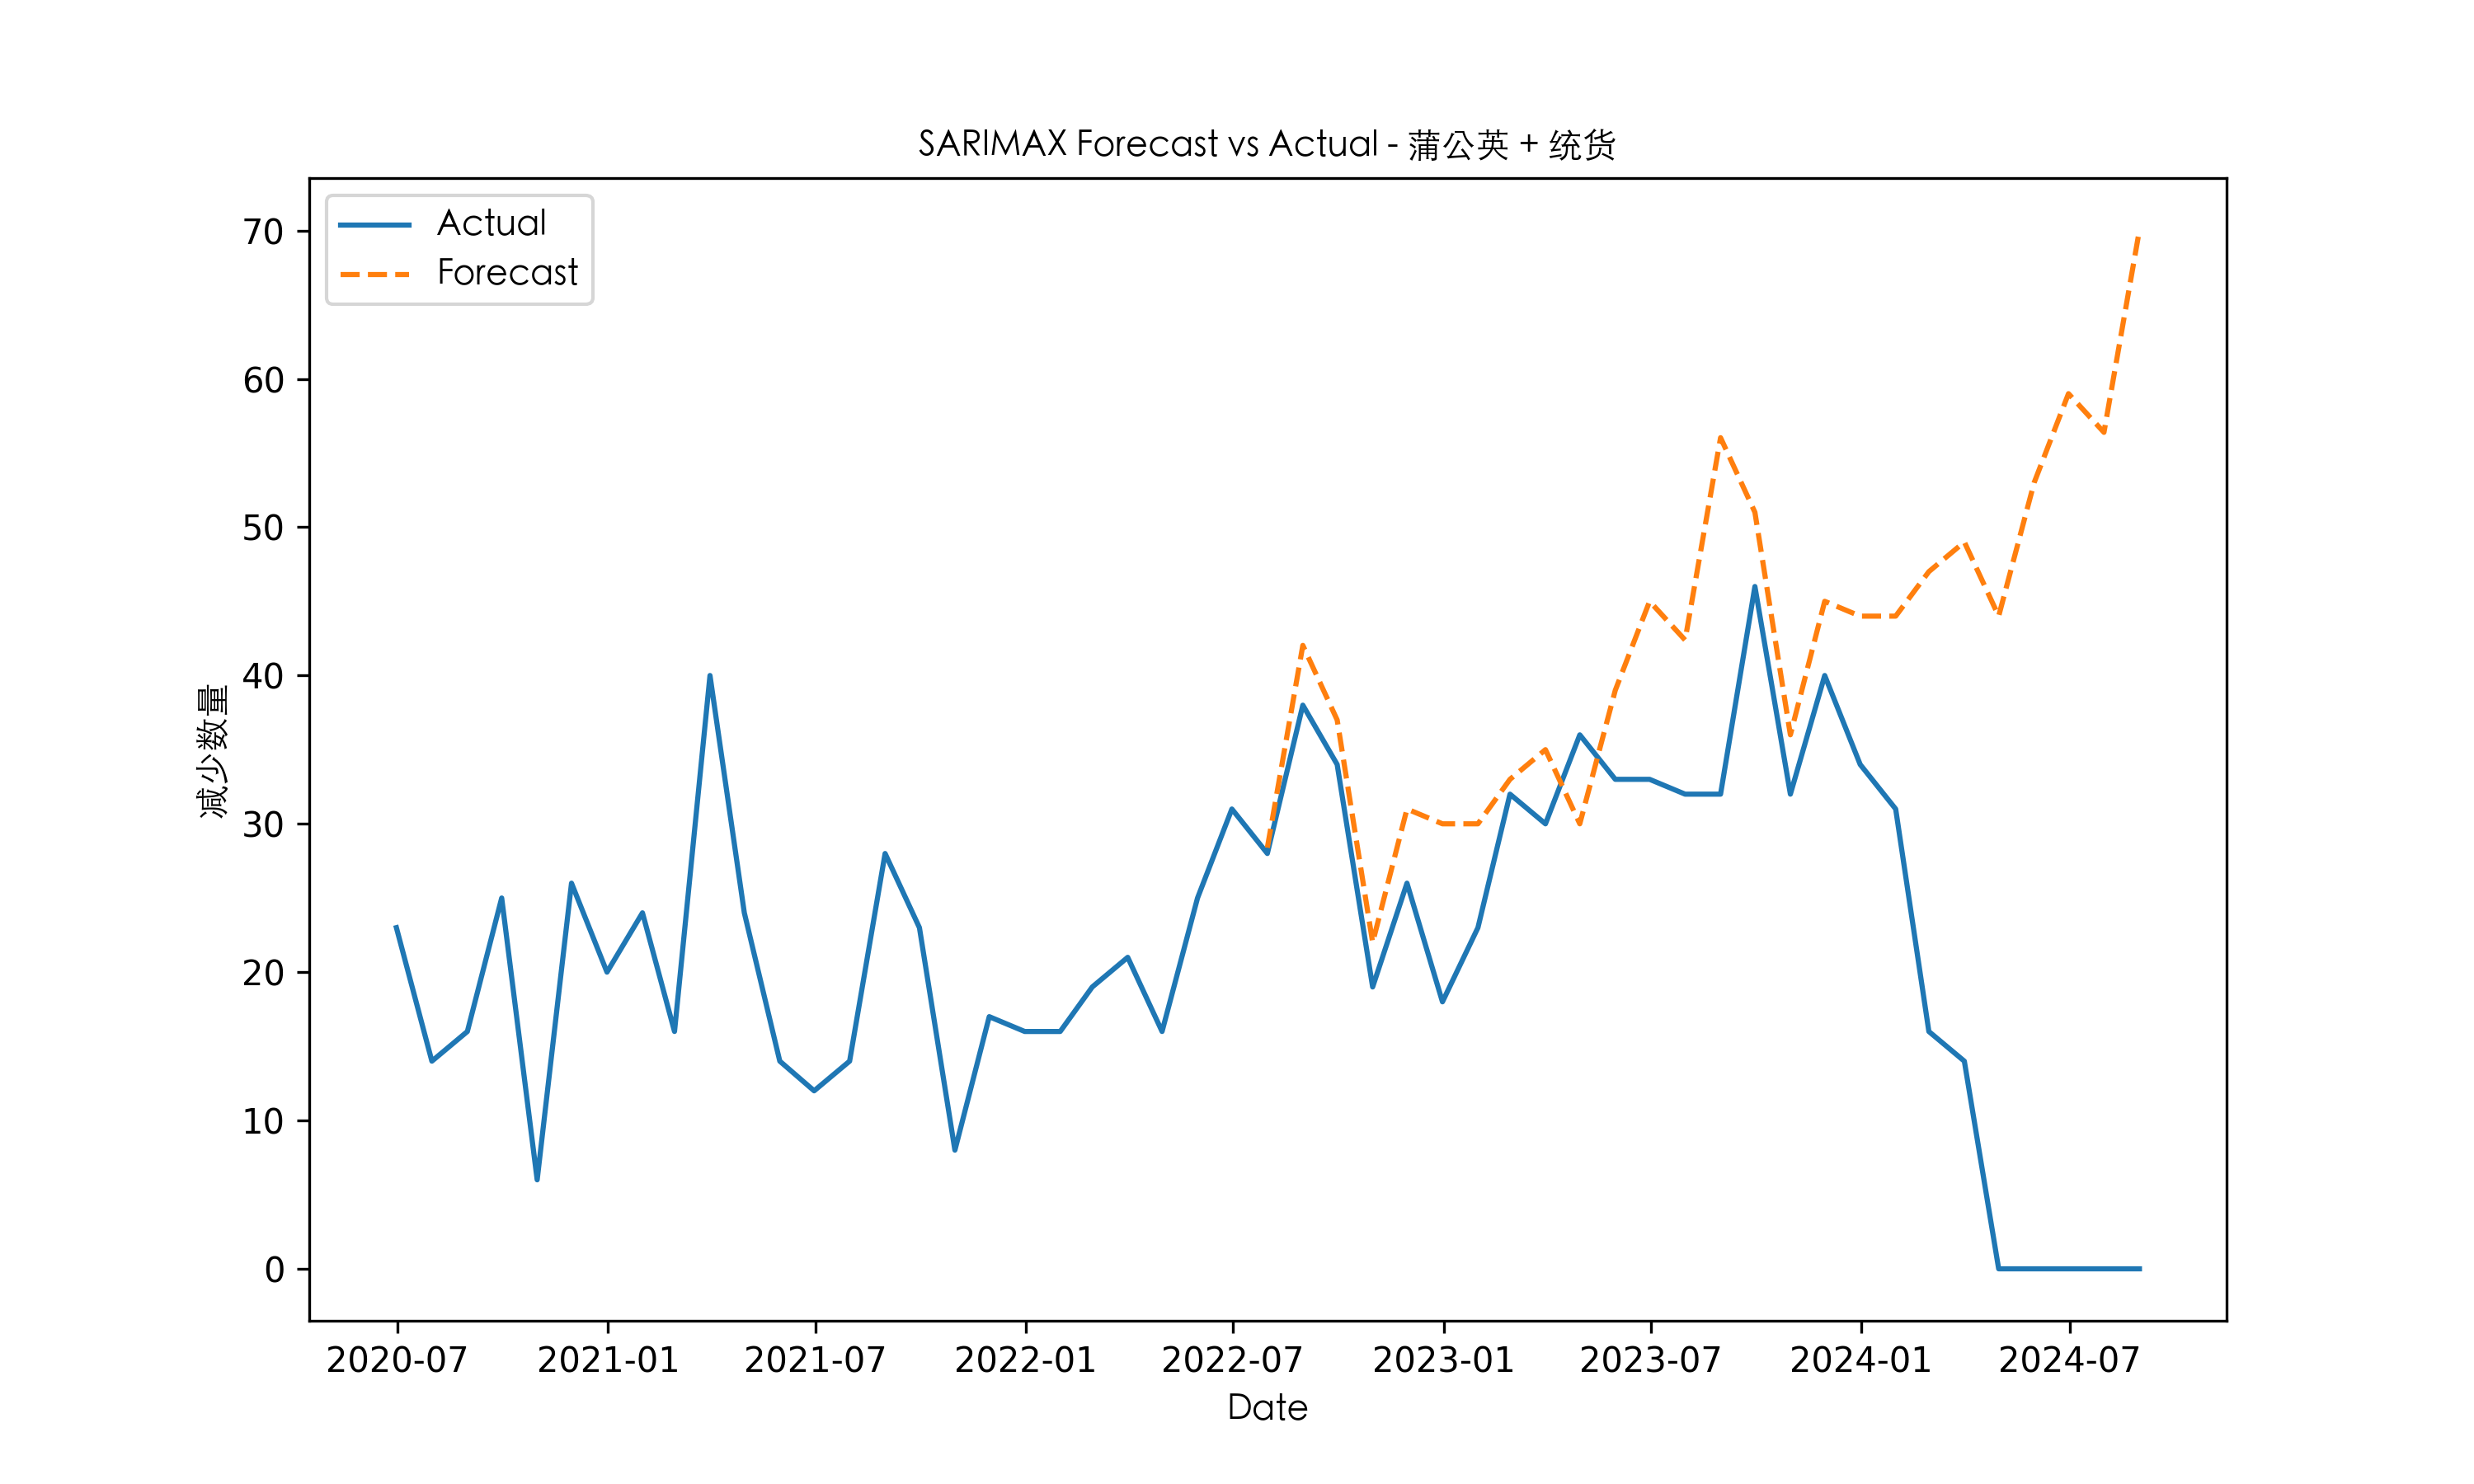 SARIMAX Forecast vs Actual - 蒲公英 + 统货
Actual
Forecast
70
60
50
40
30
20
10
0
减少数量
2020-07 2021-01 2021-07 2022-01 2022-07 2023-01 2023-07 2024-01 2024-07
Date